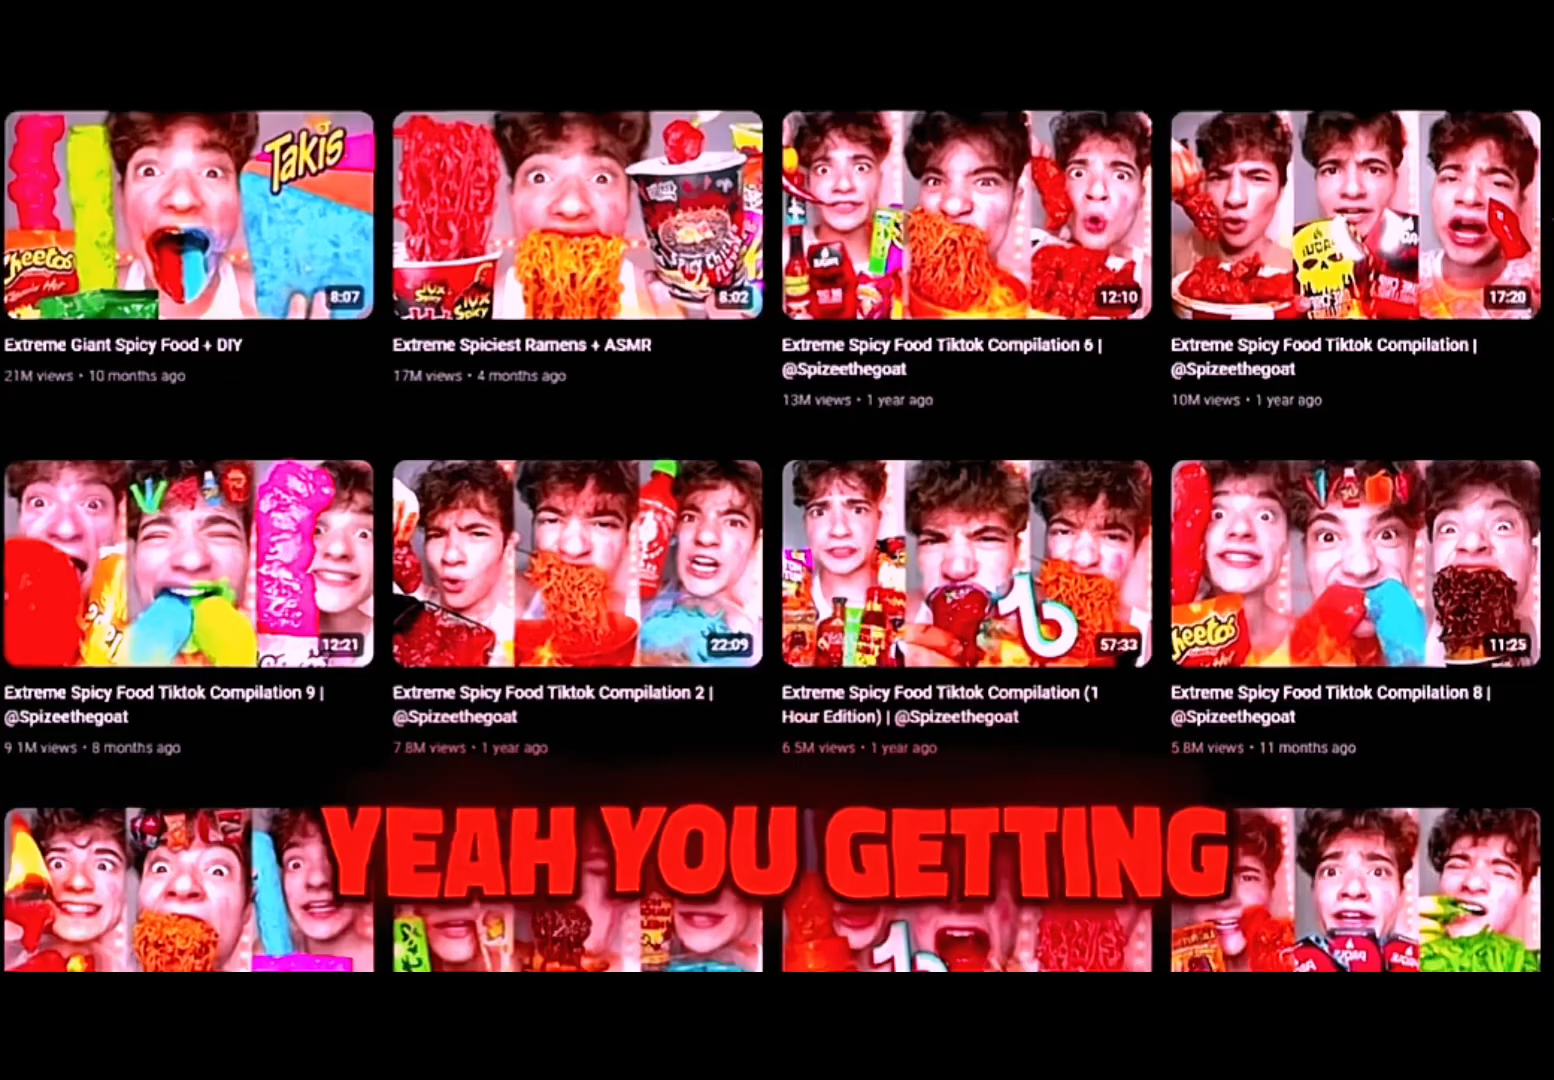 Takis
Cheetos
8:07
8:02
12:10
17:20
Extreme Giant Spicy Food + DIY
21M views • 10 months ago
Extreme Spiciest Ramens + ASMR
17M views • 4 months ago
Extreme Spicy Food Tiktok Compilation 6 |
@Spizeethegoat
13M views • 1 year ago
Extreme Spicy Food Tiktok Compilation |
@Spizeethegoat
10M views • 1 year ago
12:21
22:09
57:33
Cheetos
11:25
Extreme Spicy Food Tiktok Compilation 9 |
@Spizeethegoat
9.1M views • 8 months ago
Extreme Spicy Food Tiktok Compilation 2 |
@Spizeethegoat
7.8M views • 1 year ago
Extreme Spicy Food Tiktok Compilation (1
Hour Edition) | @Spizeethegoat
6.5M views • 1 year ago
Extreme Spicy Food Tiktok Compilation 8 |
@Spizeethegoat
5.8M views • 11 months ago
YEAH YOU GETTING